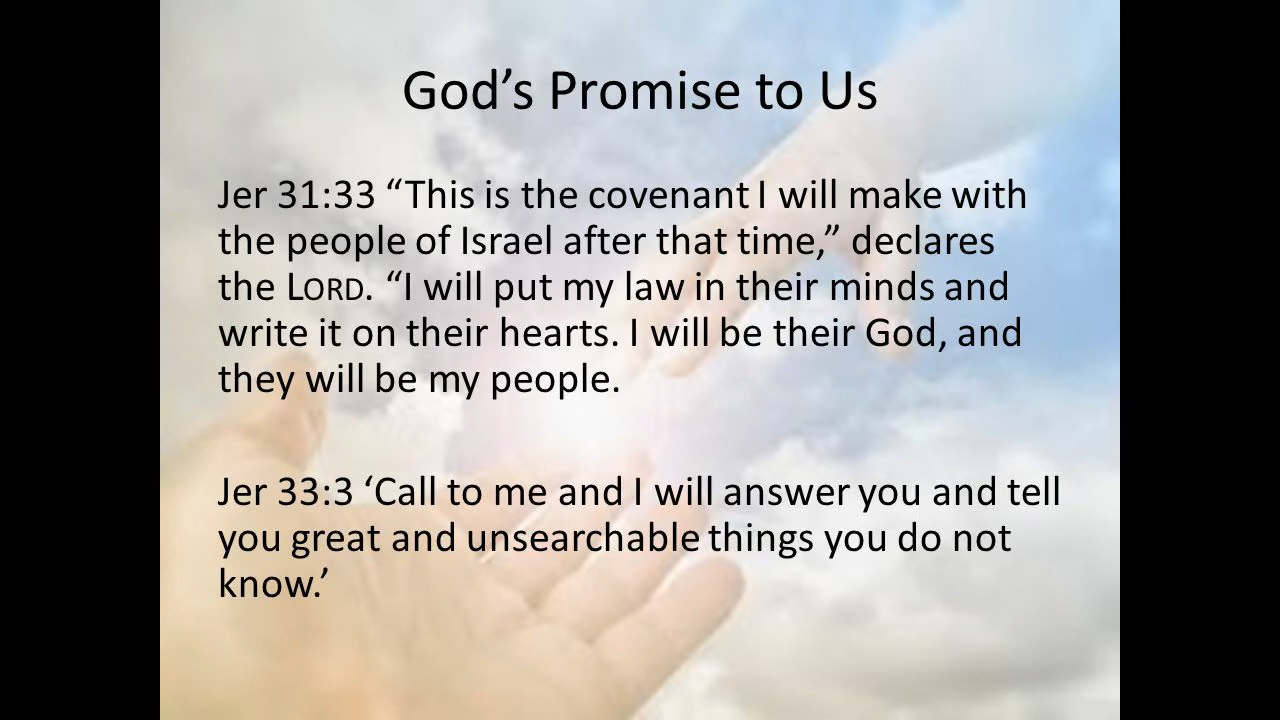 God’s Promise to Us
Jer 31:33 “This is the covenant I will make with
the people of Israel after that time,” declares
the LORD. “I will put my law in their minds and
write it on their hearts. I will be their God, and
they will be my people.
Jer 33:3 ‘Call to me and I will answer you and tell
you great and unsearchable things you do not
know.’